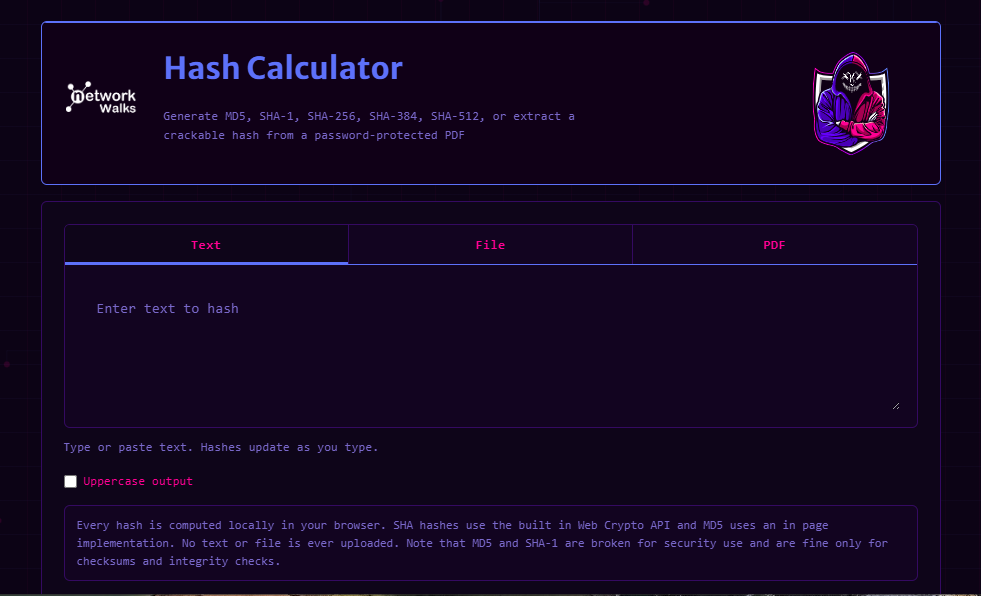 network
Walks
Hash Calculator
Generate MD5, SHA-1, SHA-256, SHA-384, SHA-512, or extract a
crackable hash from a password-protected PDF
Text
File
PDF
Enter text to hash
Type or paste text. Hashes update as you type.
Uppercase output
Every hash is computed locally in your browser. SHA hashes use the built in Web Crypto API and MD5 uses an in page
implementation. No text or file is ever uploaded. Note that MD5 and SHA-1 are broken for security use and are fine only for
checksums and integrity checks.